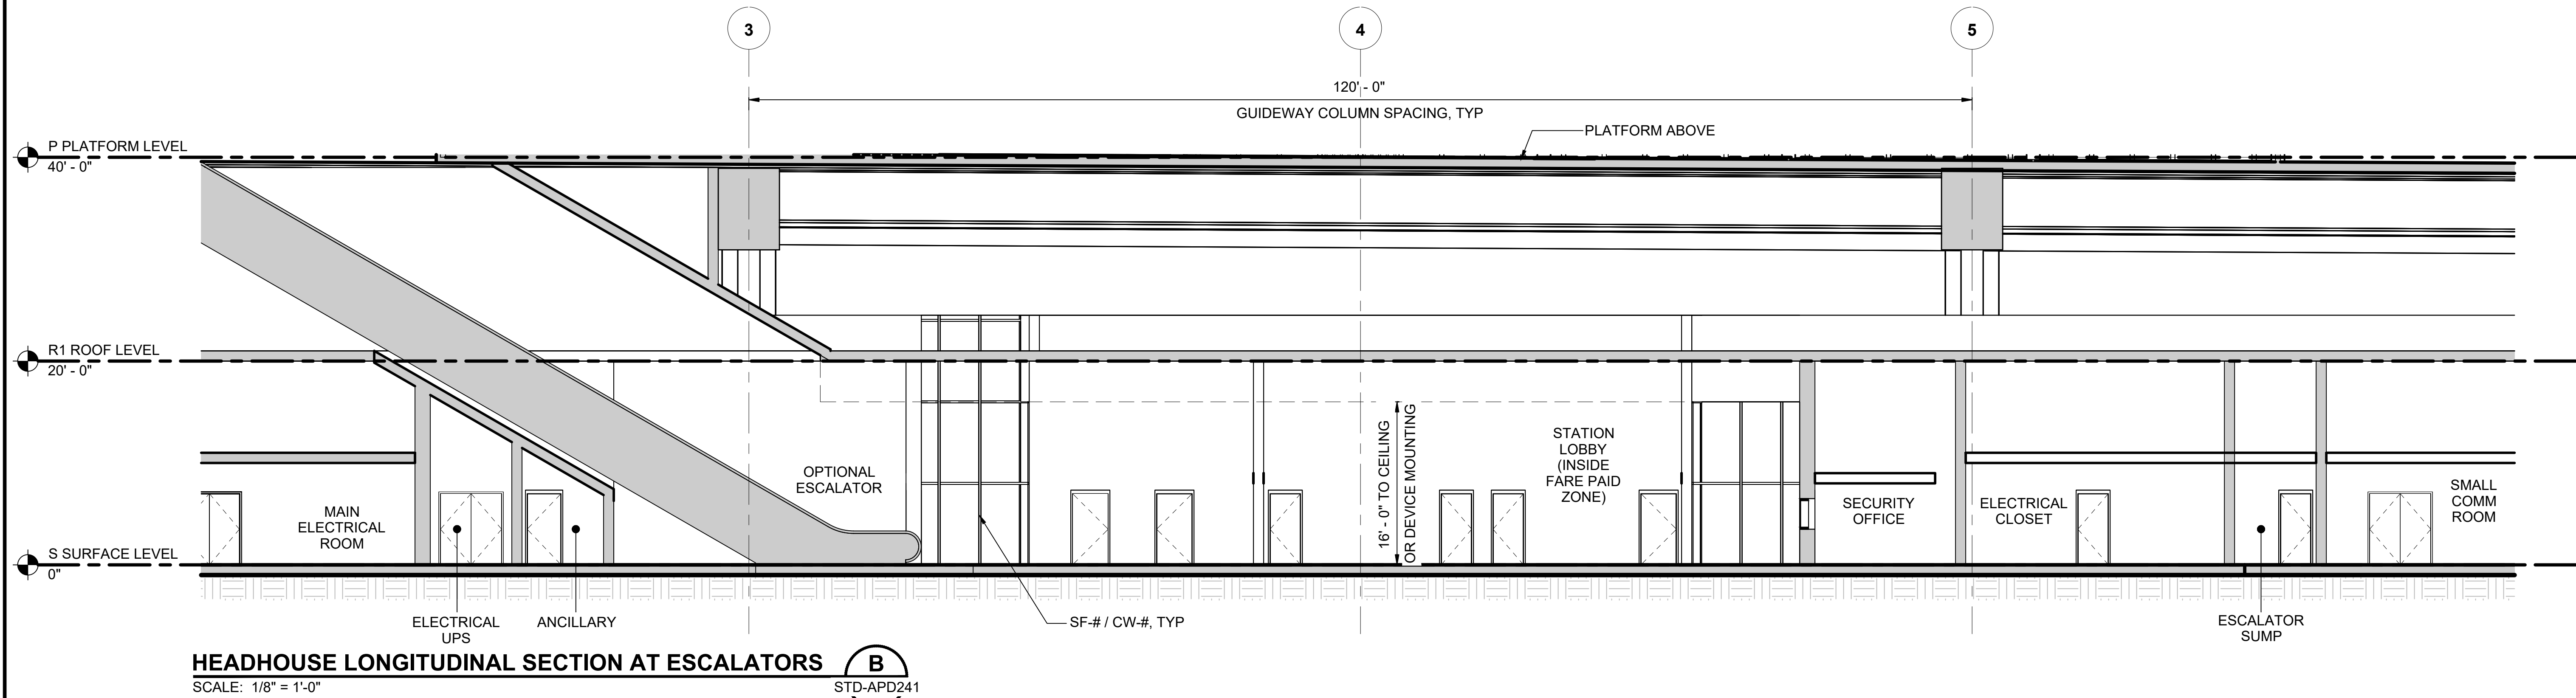 3
4
5
120' - 0"
GUIDEWAY COLUMN SPACING, TYP
PLATFORM ABOVE
P PLATFORM LEVEL
40' - 0"
R1 ROOF LEVEL
20' - 0"
S SURFACE LEVEL
0"
MAIN
ELECTRICAL
ROOM
OPTIONAL
ESCALATOR
16' - 0" TO CEILING
OR DEVICE MOUNTING
STATION
LOBBY
(INSIDE
FARE PAID
ZONE)
SECURITY
OFFICE
ELECTRICAL
CLOSET
SMALL
COMM
ROOM
ELECTRICAL
UPS
ANCILLARY
SF-# / CW-#, TYP
ESCALATOR
SUMP
HEADHOUSE LONGITUDINAL SECTION AT ESCALATORS
B
SCALE: 1/8" = 1'-0"
STD-APD241